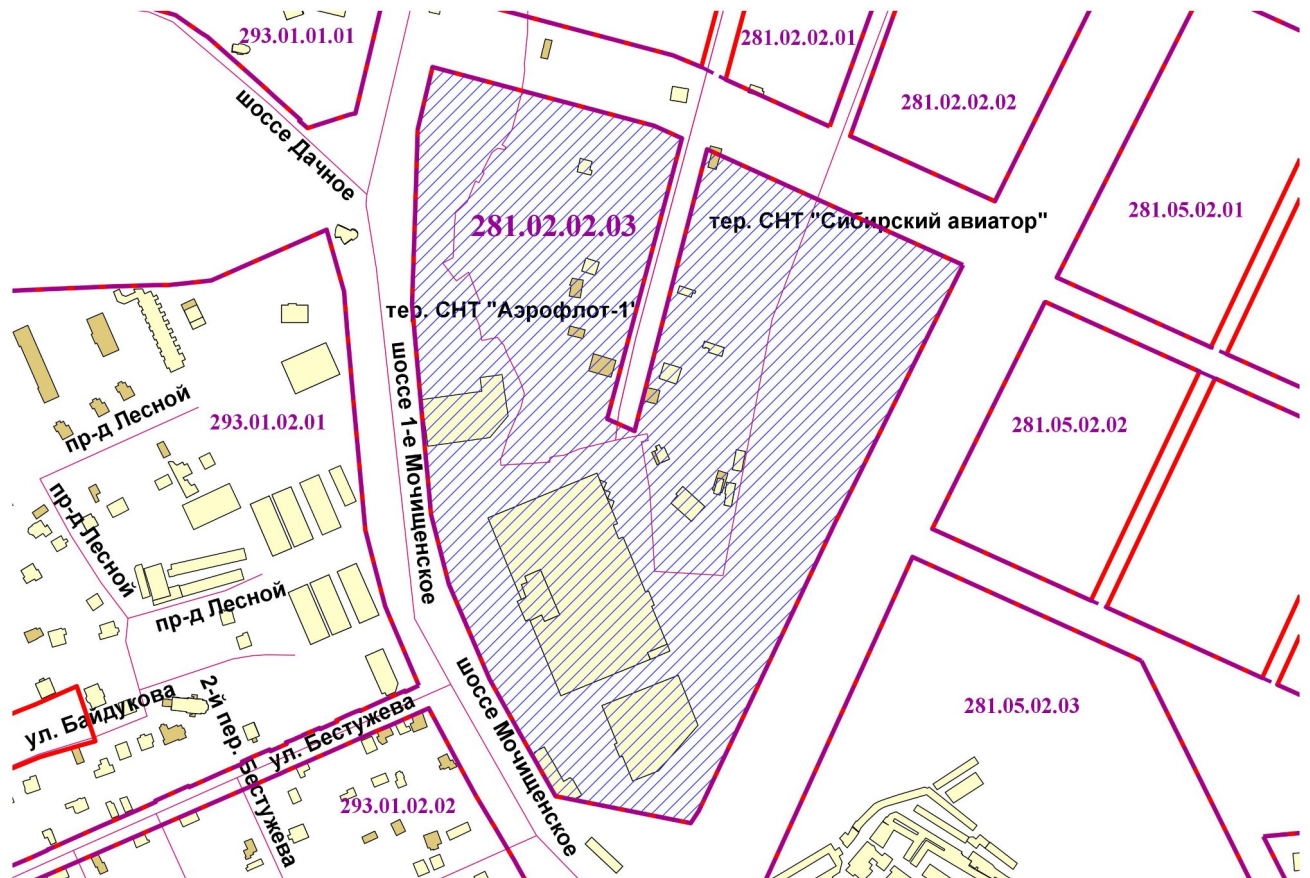 293.01.01.01
281.02.02.01
281.02.02.02
шоссе Дачное
281.02.02.03
тер. СНТ "Сибирский авиатор"
281.05.02.01
тер. СНТ "Аэрофлот-1"
шоссе 1-е Мочищенское
пр-д Лесной
293.01.02.01
281.05.02.02
пр-д Лесной
пр-д Лесной
ул. Байдукова
2-й пер. Бестужева
ул. Бестужева
шоссе Мочищенское
281.05.02.03
293.01.02.02